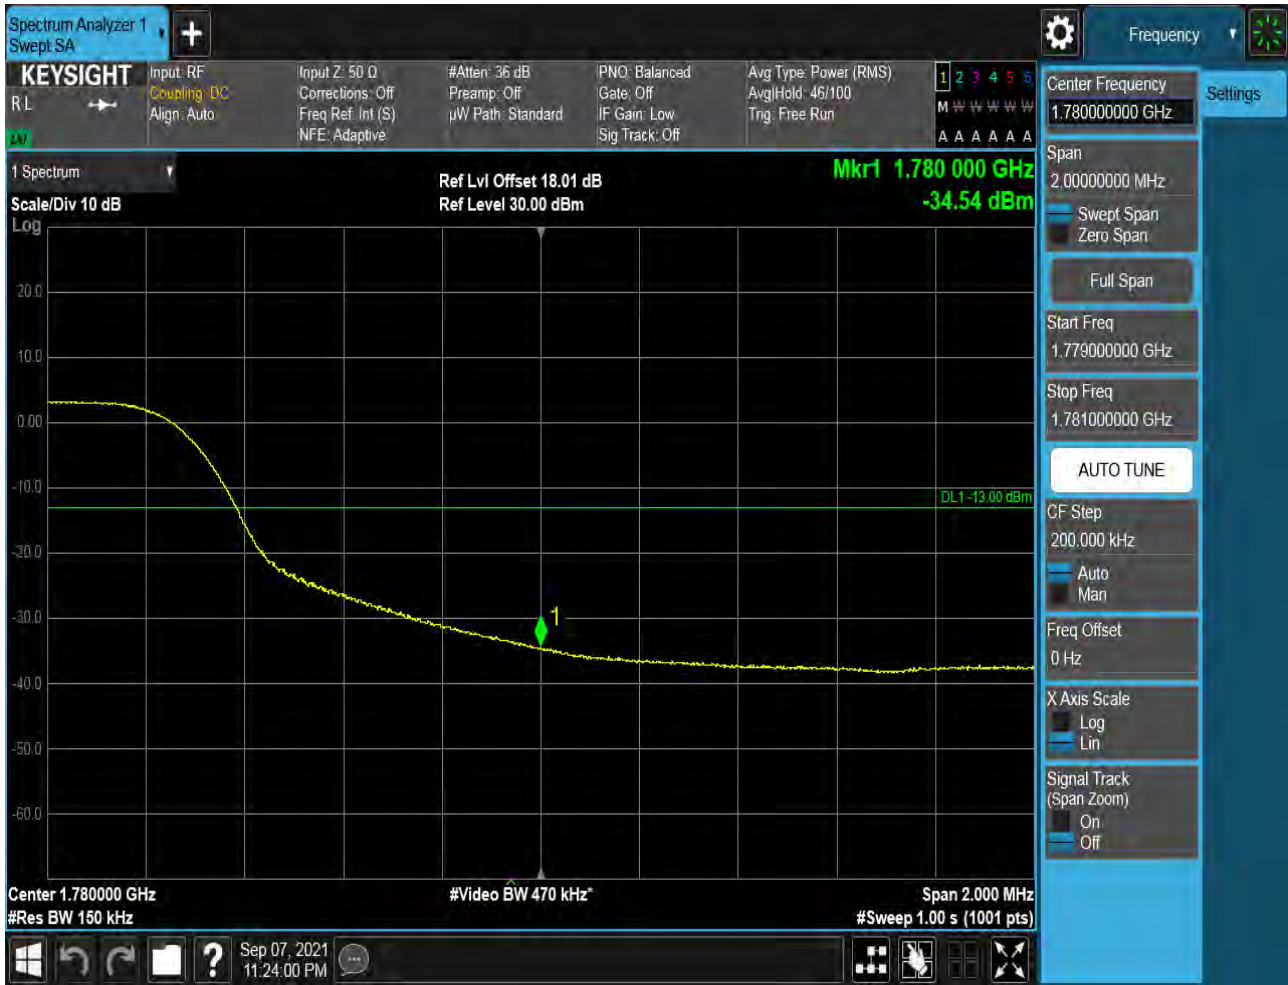 Spectrum Analyzer 1
Swept SA
Frequency
KEYSIGHT
R L
LNI
Input: RF
Coupling: DC
Align: Auto
Input Z: 50 Ω
Corrections: Off
Freq Ref: Int (S)
NFE: Adaptive
#Atten: 36 dB
Preamp: Off
µW Path: Standard
PNO: Balanced
Gate: Off
IF Gain: Low
Sig Track: Off
Avg Type: Power (RMS)
Avg|Hold: 46/100
Trig: Free Run
1 2 3 4 5 6
M W W W W W
A A A A A A
1 Spectrum
Scale/Div 10 dB
Log
Ref Lvl Offset 18.01 dB
Ref Level 30.00 dBm
Mkr1 1.780 000 GHz
-34.54 dBm
20.0
10.0
0.00
-10.0
-20.0
-30.0
-40.0
-50.0
-60.0
DL1 -13.00 dBm
1
Center 1.780000 GHz
#Res BW 150 kHz
#Video BW 470 kHz*
Span 2.000 MHz
#Sweep 1.00 s (1001 pts)
Sep 07, 2021
11:24:00 PM
Center Frequency
1.780000000 GHz
Settings
Span
2.00000000 MHz
Swept Span
Zero Span
Full Span
Start Freq
1.779000000 GHz
Stop Freq
1.781000000 GHz
AUTO TUNE
CF Step
200.000 kHz
Auto
Man
Freq Offset
0 Hz
X Axis Scale
Log
Lin
Signal Track
(Span Zoom)
On
Off